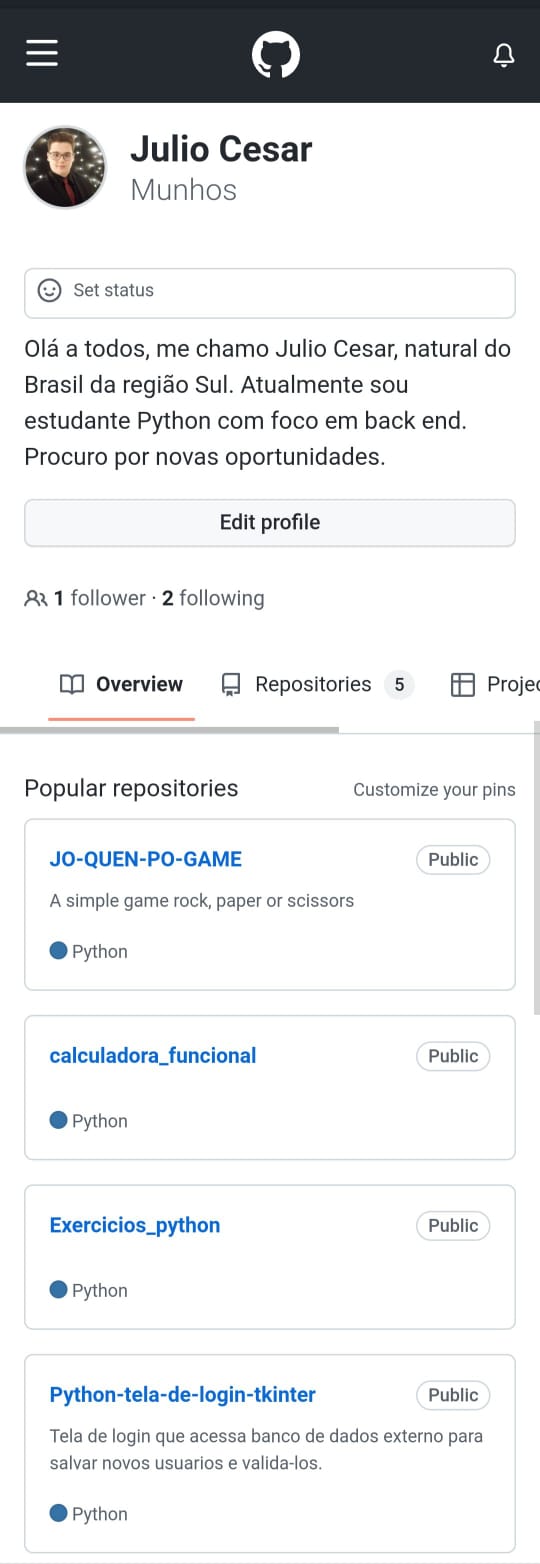 Julio Cesar
Munhos
Set status
Olá a todos, me chamo Julio Cesar, natural do
Brasil da região Sul. Atualmente sou
estudante Python com foco em back end.
Procuro por novas oportunidades.
Edit profile
1 follower · 2 following
Overview Repositories 5 Projec
Popular repositories Customize your pins
JO-QUEN-PO-GAME Public
A simple game rock, paper or scissors
Python
calculadora_funcional Public
Python
Exercicios_python Public
Python
Python-tela-de-login-tkinter Public
Tela de login que acessa banco de dados externo para
salvar novos usuarios e valida-los.
Python